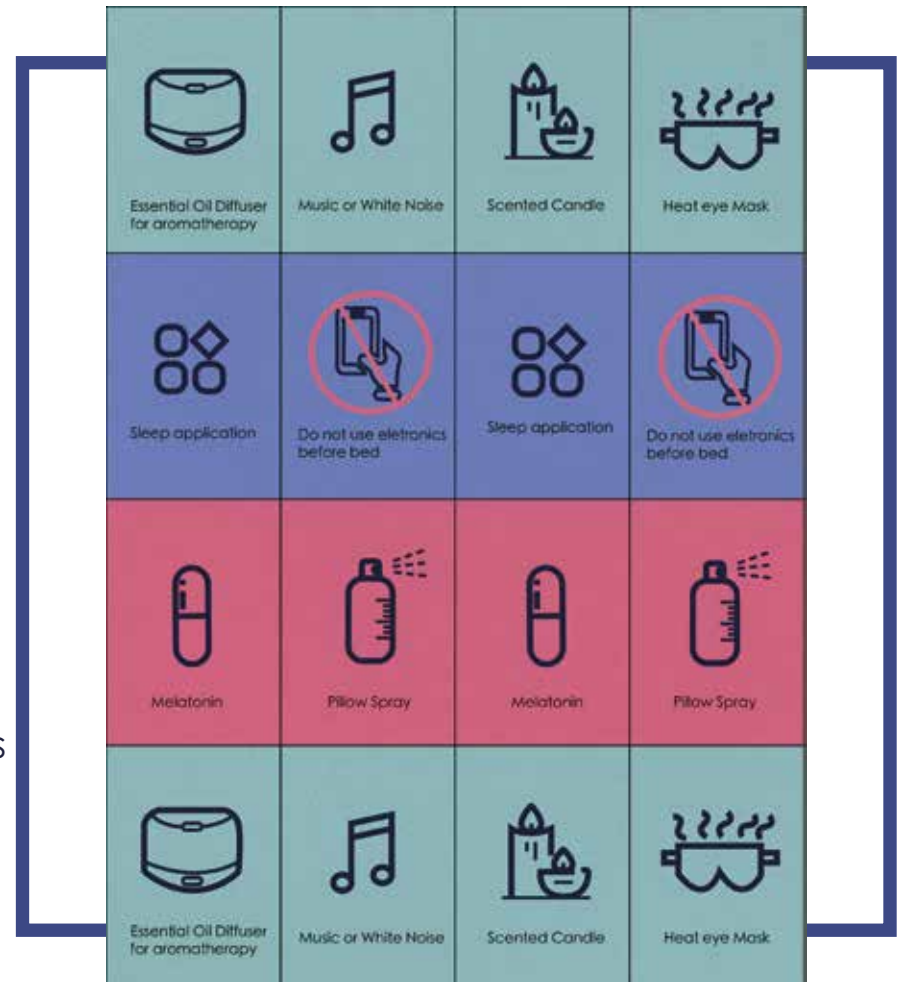 Essential Oil Diffuser
for aromatherapy
Music or White Noise
Scented Candle
Heat eye Mask
Sleep application
Do not use eletronics
before bed
Sleep application
Do not use eletronics
before bed
Melatonin
Pillow Spray
Melatonin
Pillow Spray
s
Essential Oil Diffuser
for aromatherapy
Music or White Noise
Scented Candle
Heat eye Mask